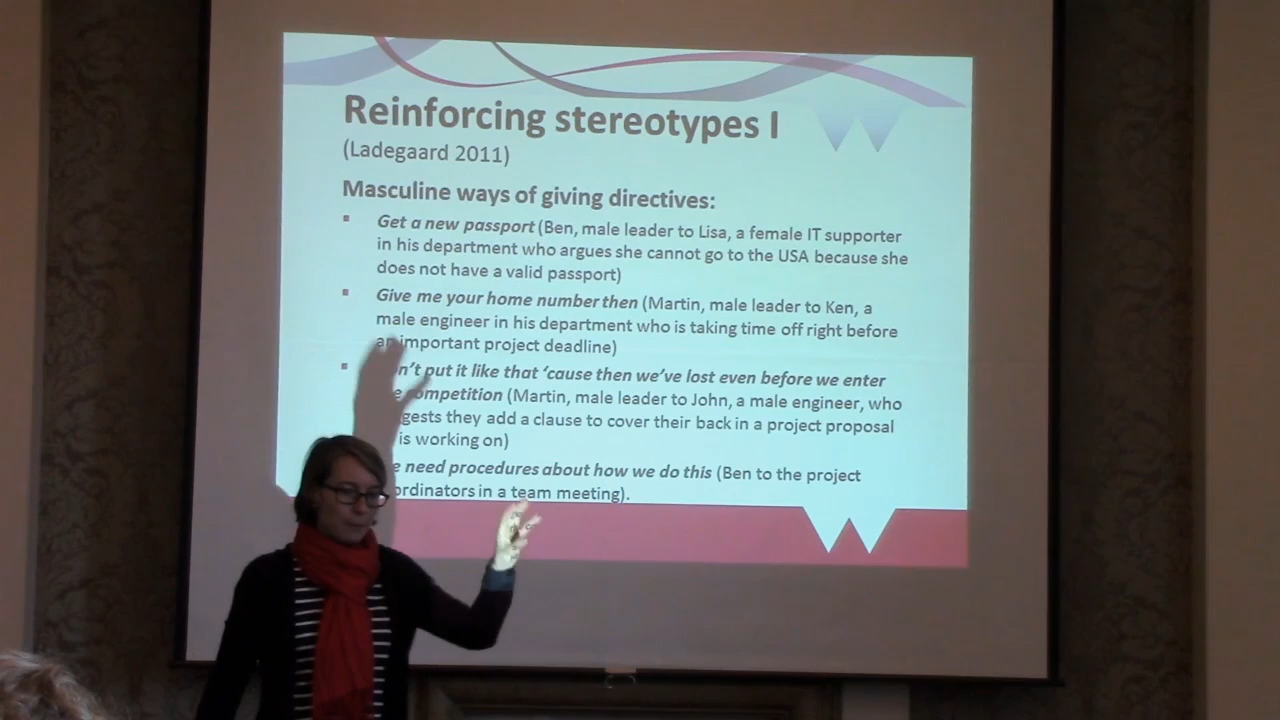 Reinforcing stereotypes I
(Ladegaard 2011)
Masculine ways of giving directives:
▪ Get a new passport (Ben, male leader to Lisa, a female IT supporter
in his department who argues she cannot go to the USA because she
does not have a valid passport)
▪ Give me your home number then (Martin, male leader to Ken, a
male engineer in his department who is taking time off right before
an important project deadline)
▪ n't put it like that 'cause then we've lost even before we enter
competition (Martin, male leader to John, a male engineer, who
gests they add a clause to cover their back in a project proposal
is working on)
e need procedures about how we do this (Ben to the project
ordinators in a team meeting).